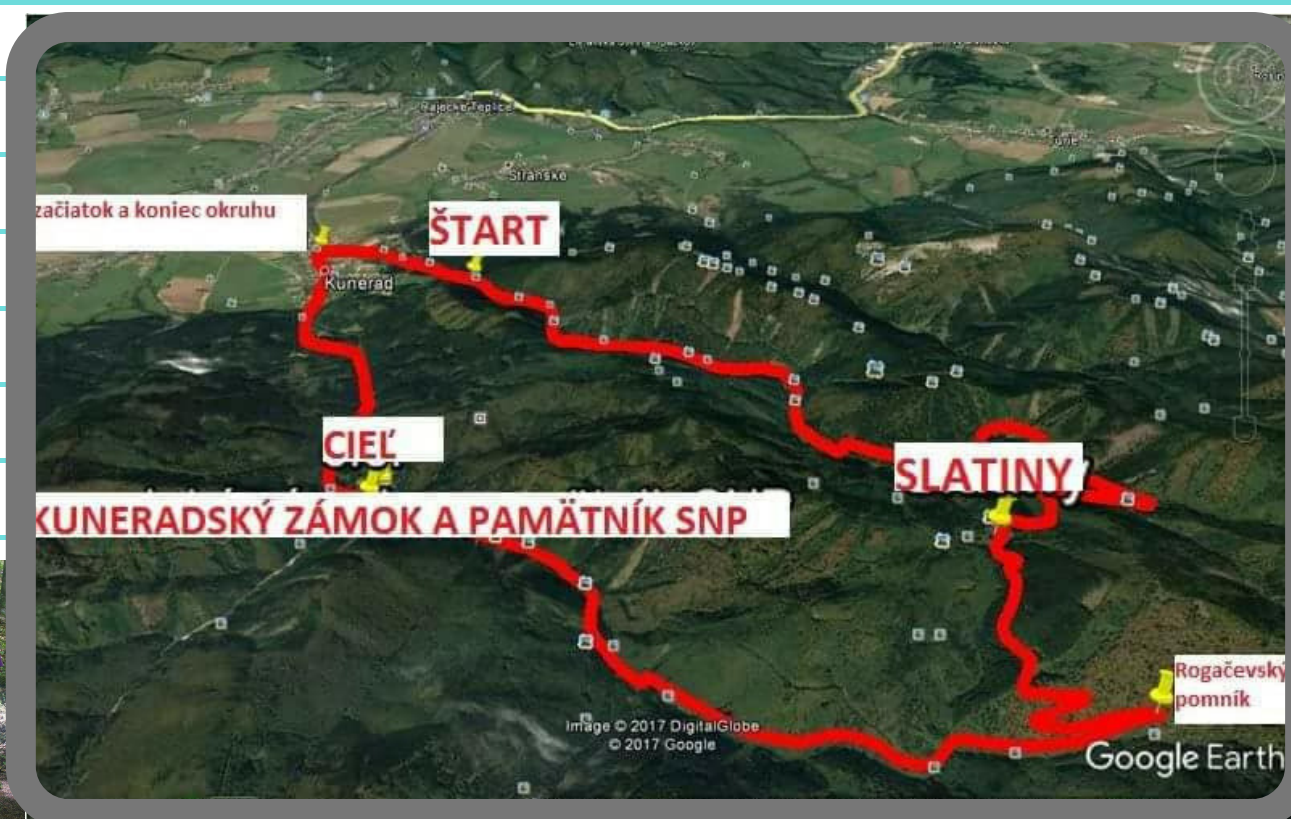 Rajecké Teplice
Stránske
Turie
začiatok a koniec okruhu
ŠTART
Kunerad
CIEĽ
SLATINY
KUNERADSKÝ ZÁMOK A PAMÄTNÍK SNP
Rogačevský
pomník
Image © 2017 DigitalGlobe
© 2017 Google
Google Earth